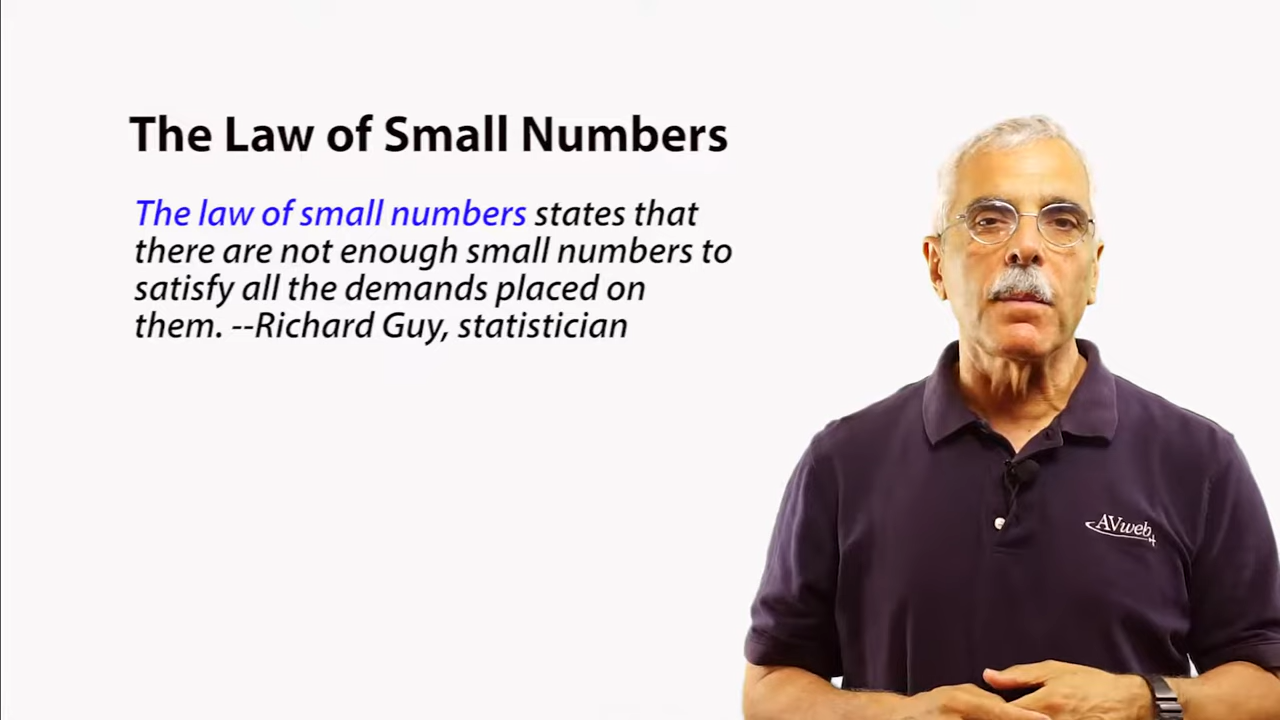 The Law of Small Numbers
The law of small numbers states that
there are not enough small numbers to
satisfy all the demands placed on
them. --Richard Guy, statistician
AVweb